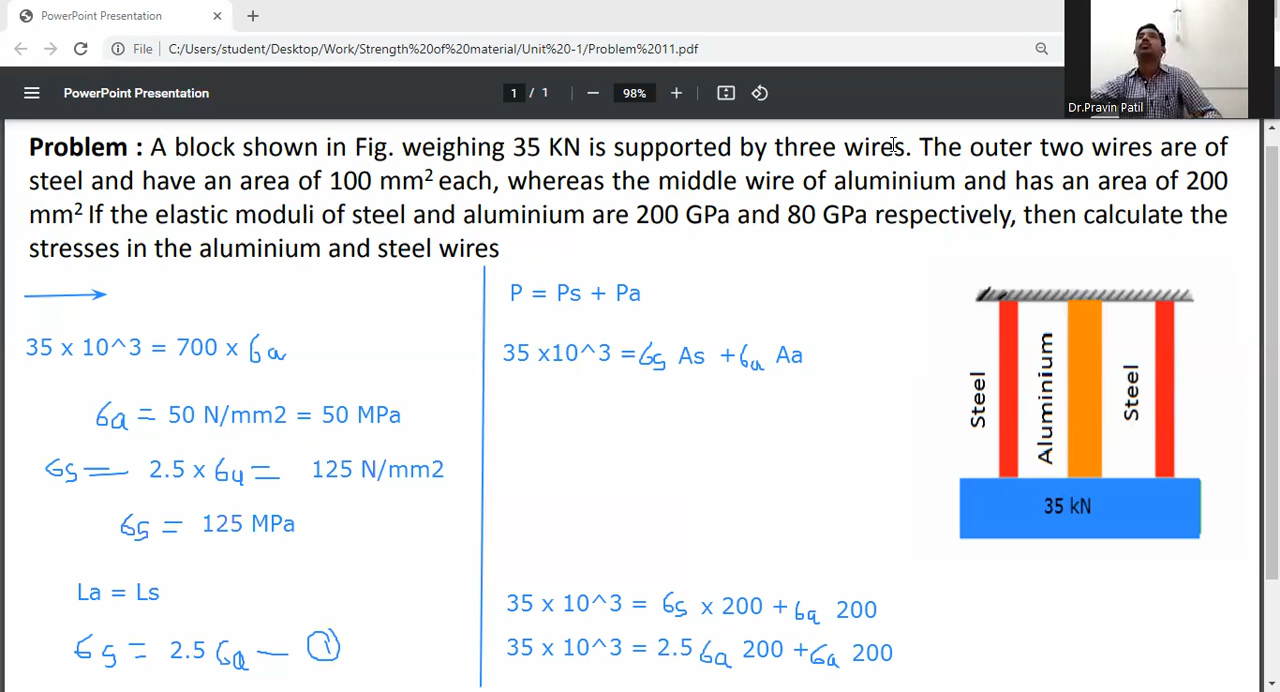 PowerPoint Presentation
File C:/Users/student/Desktop/Work/Strength%20of%20material/Unit%20-1/Problem%2011.pdf
PowerPoint Presentation 1 / 1 98%
Dr.Pravin Patil
Problem : A block shown in Fig. weighing 35 KN is supported by three wires. The outer two wires are of
steel and have an area of 100 mm² each, whereas the middle wire of aluminium and has an area of 200
mm² If the elastic moduli of steel and aluminium are 200 GPa and 80 GPa respectively, then calculate the
stresses in the aluminium and steel wires
35 x 10^3 = 700 x σa
σa = 50 N/mm2 = 50 MPa
σs = 2.5 x σa = 125 N/mm2
σs = 125 MPa
La = Ls
σs = 2.5 σa — ①
P = Ps + Pa
35 x10^3 = σs As + σa Aa
35 x 10^3 = σs x 200 + σa 200
35 x 10^3 = 2.5 σa 200 + σa 200
Steel
Aluminium
Steel
35 kN